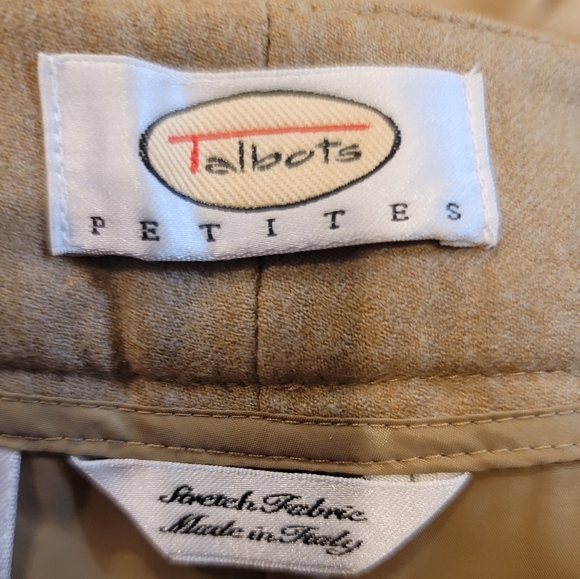 Talbots
PETITES
Stretch Fabric
Made in Italy